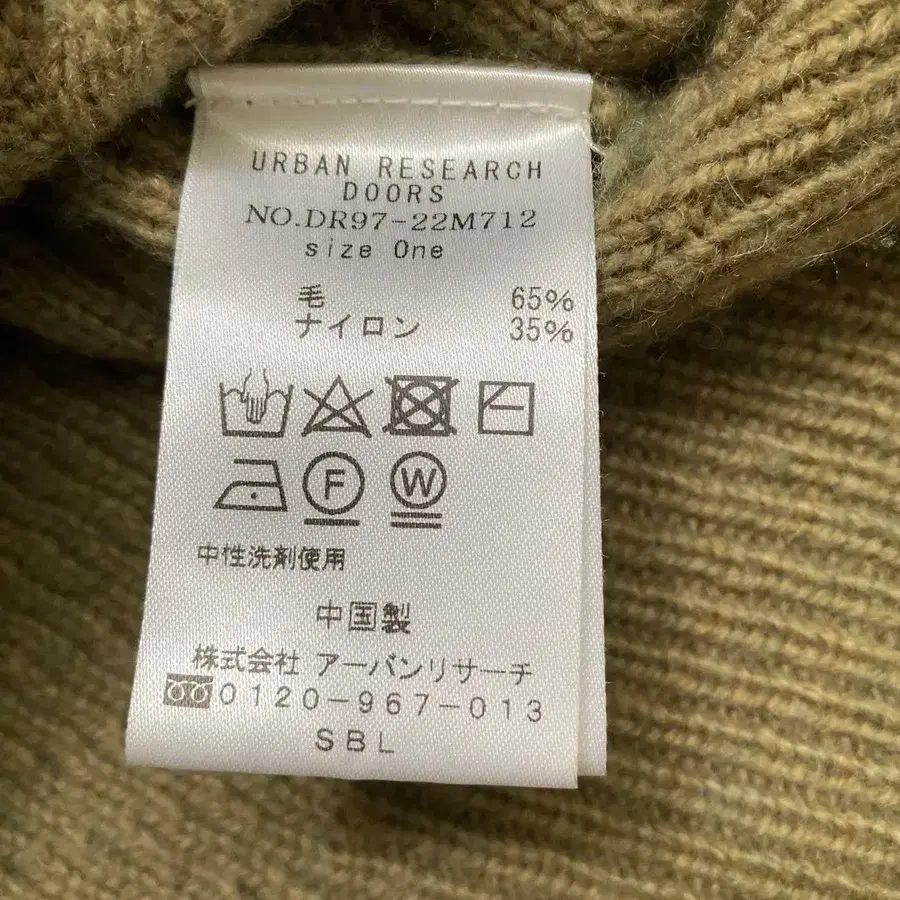 URBAN RESEARCH
DOORS
NO.DR97-22M712
size One
毛 65%
ナイロン 35%
F W
中性洗剤使用
中国製
株式会社 アーバンリサーチ
0120-967-013
SBL